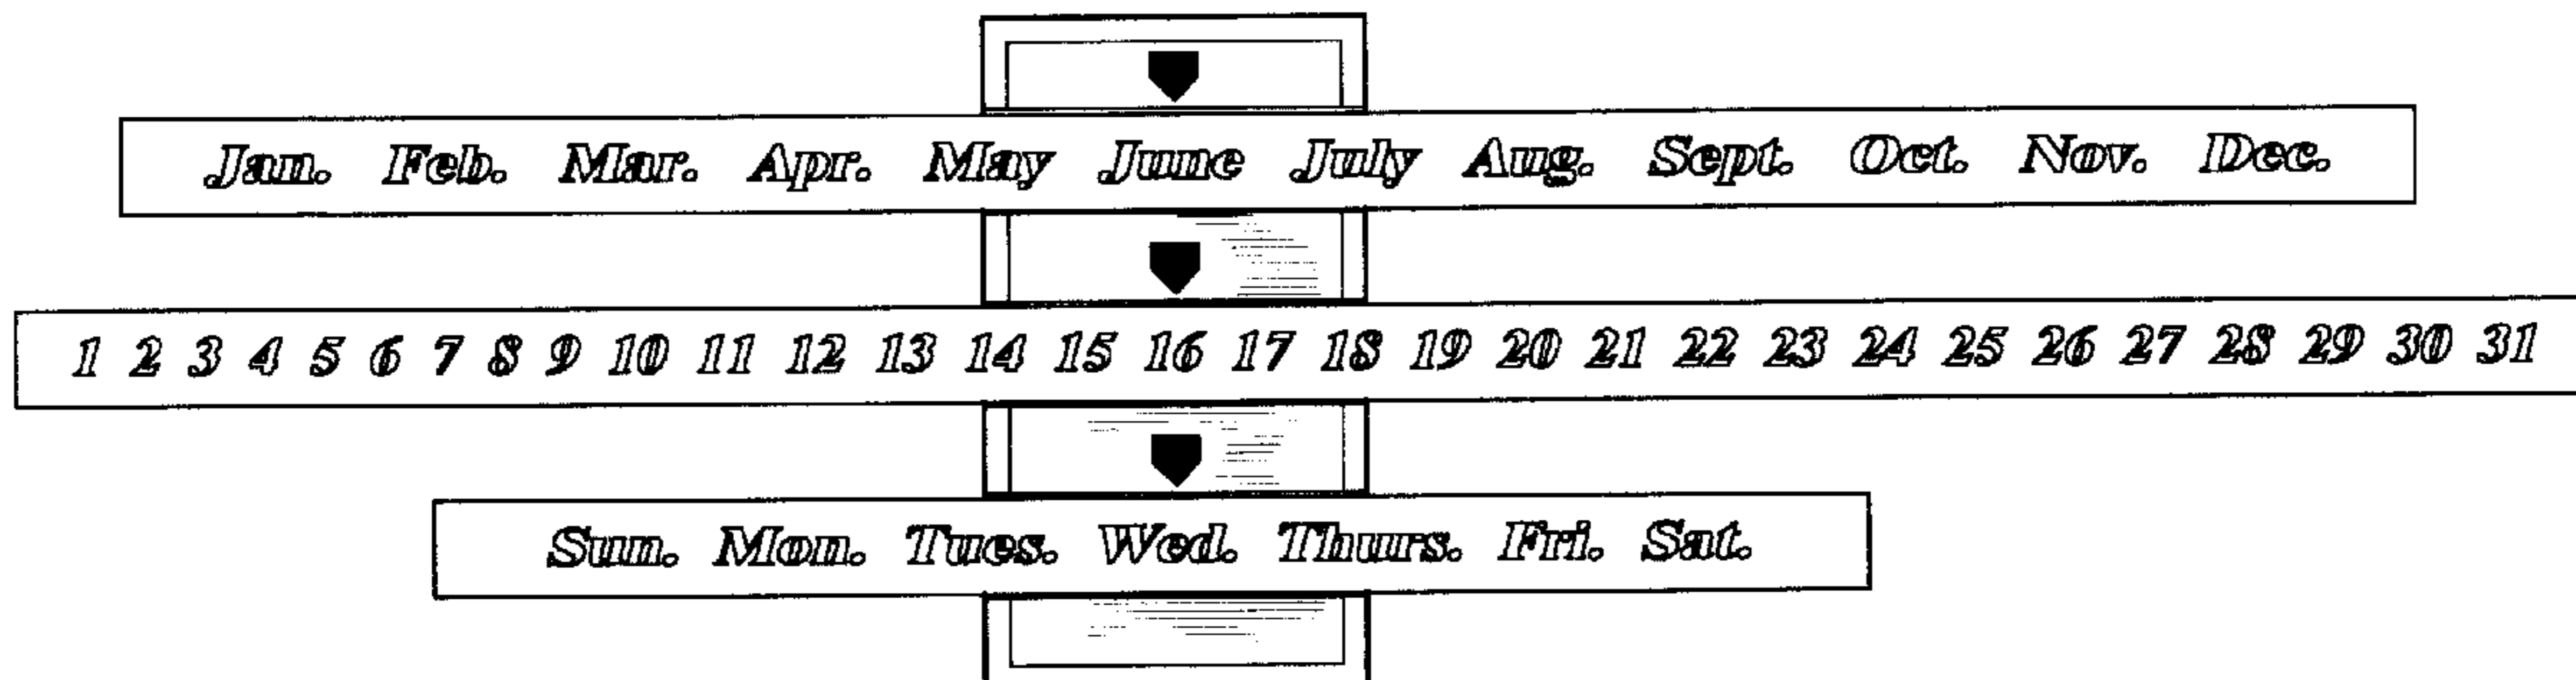 Jan. Feb. Mar. Apr. May June July Aug. Sept. Oct. Nov. Dec.
1 2 3 4 5 6 7 8 9 10 11 12 13 14 15 16 17 18 19 20 21 22 23 24 25 26 27 28 29 30 31
Sun. Mon. Tues. Wed. Thurs. Fri. Sat.